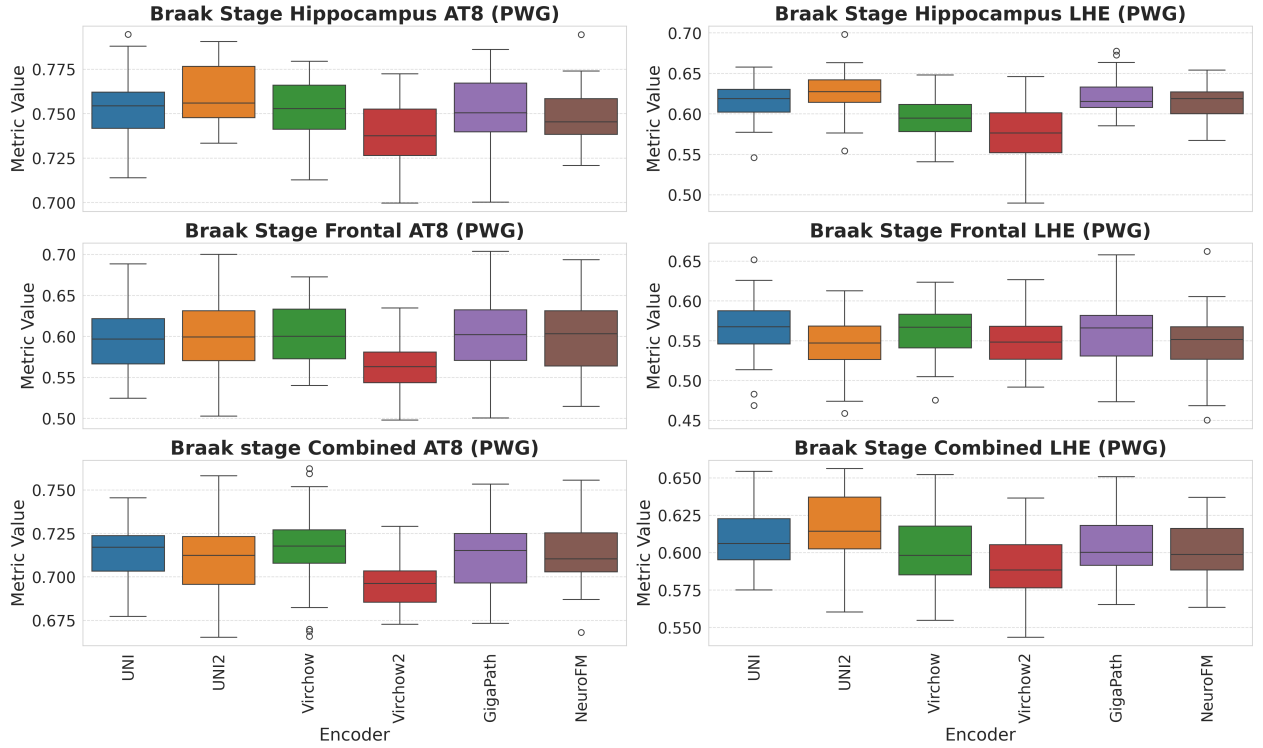 Braak Stage Hippocampus AT8 (PWG)
Metric Value
0.775
0.750
0.725
0.700
Braak Stage Hippocampus LHE (PWG)
Metric Value
0.70
0.65
0.60
0.55
0.50
Braak Stage Frontal AT8 (PWG)
Metric Value
0.70
0.65
0.60
0.55
0.50
Braak Stage Frontal LHE (PWG)
Metric Value
0.65
0.60
0.55
0.50
0.45
Braak stage Combined AT8 (PWG)
Metric Value
0.750
0.725
0.700
0.675
UNI
UNI2
Virchow
Virchow2
GigaPath
NeuroFM
Encoder
Braak Stage Combined LHE (PWG)
Metric Value
0.650
0.625
0.600
0.575
0.550
UNI
UNI2
Virchow
Virchow2
GigaPath
NeuroFM
Encoder